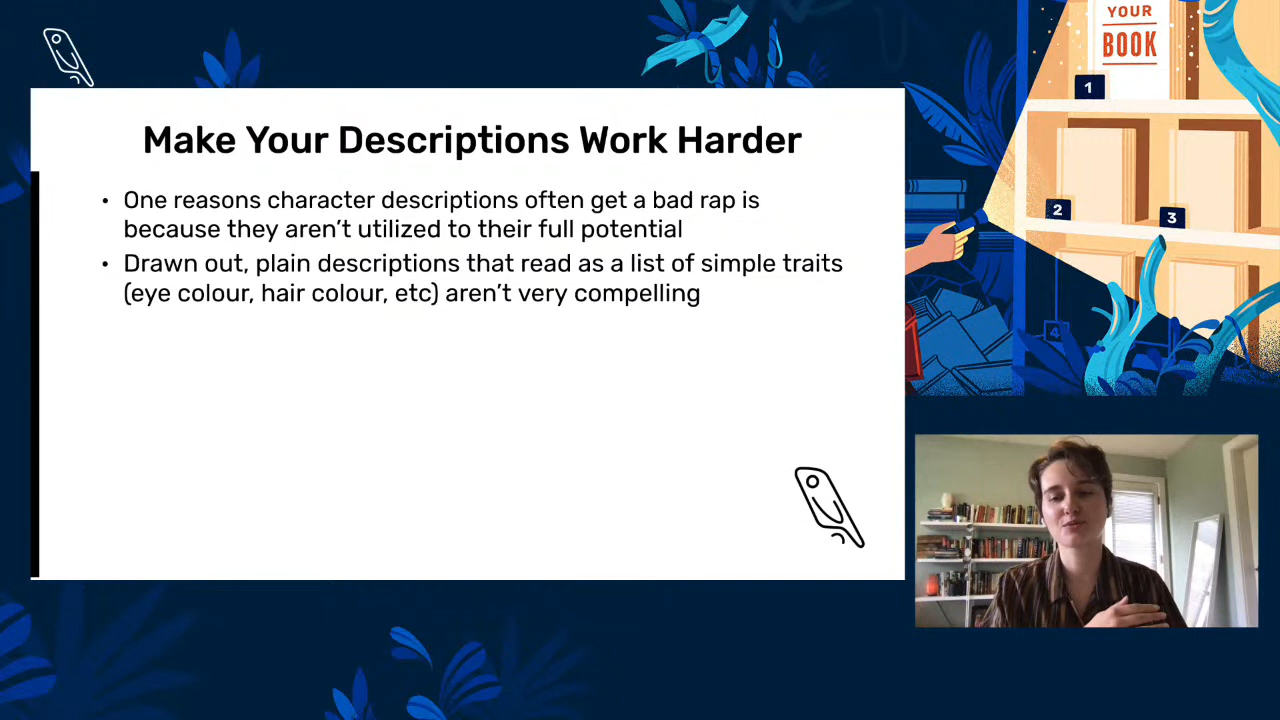 Make Your Descriptions Work Harder
• One reasons character descriptions often get a bad rap is
because they aren't utilized to their full potential
• Drawn out, plain descriptions that read as a list of simple traits
(eye colour, hair colour, etc) aren't very compelling
YOUR
BOOK
1
2
3
4